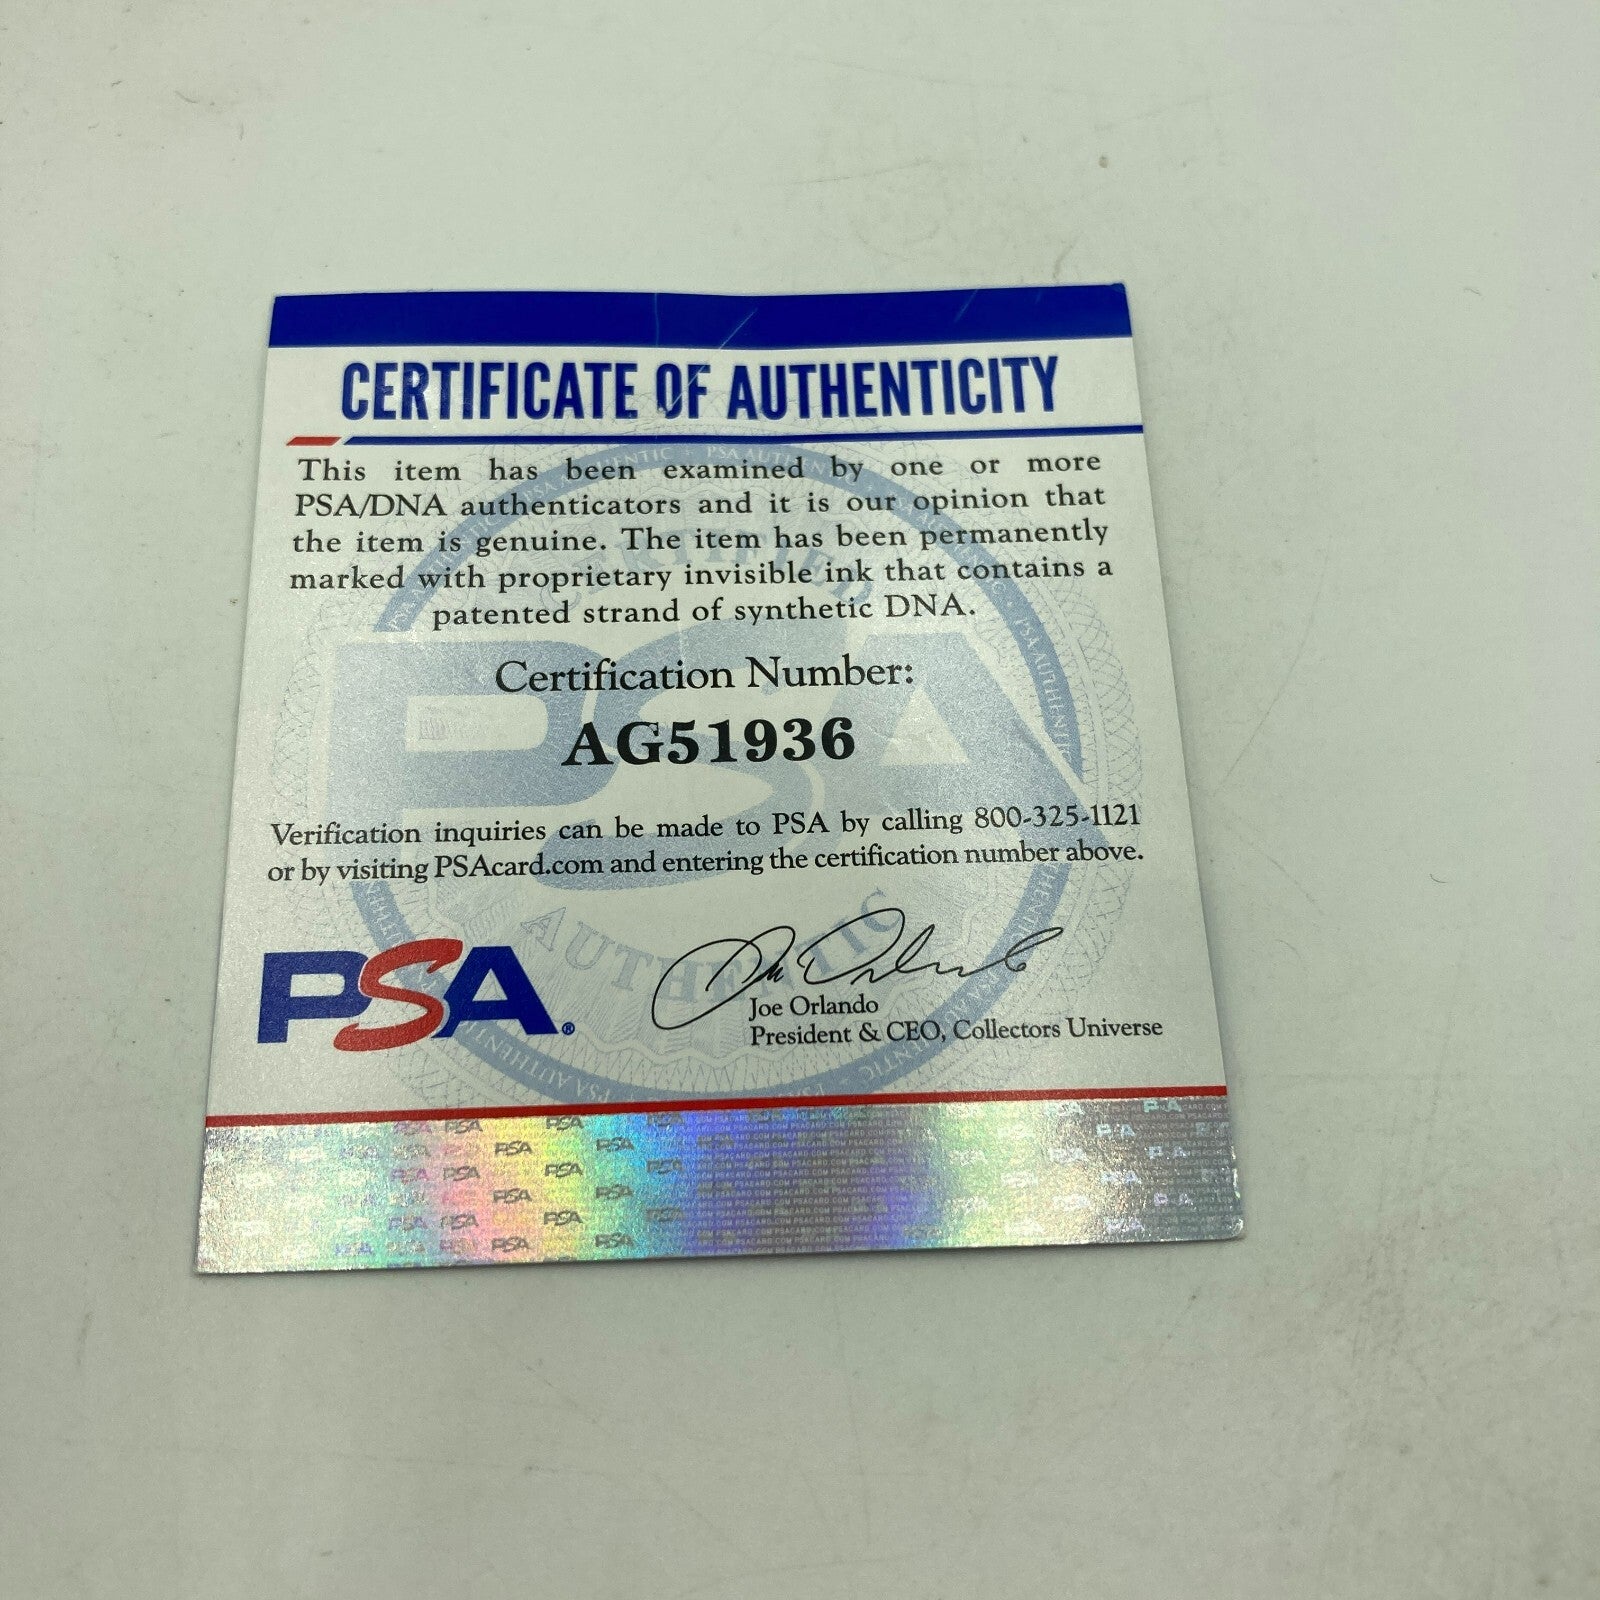 CERTIFICATE OF AUTHENTICITY
This item has been examined by one or more
PSA/DNA authenticators and it is our opinion that
the item is genuine. The item has been permanently
marked with proprietary invisible ink that contains a
patented strand of synthetic DNA.
Certification Number:
AG51936
Verification inquiries can be made to PSA by calling 800-325-1121
or by visiting PSAcard.com and entering the certification number above.
PSA®
Joe Orlando
President & CEO, Collectors Universe
CERTIFIED
PSA
AUTHENTIC